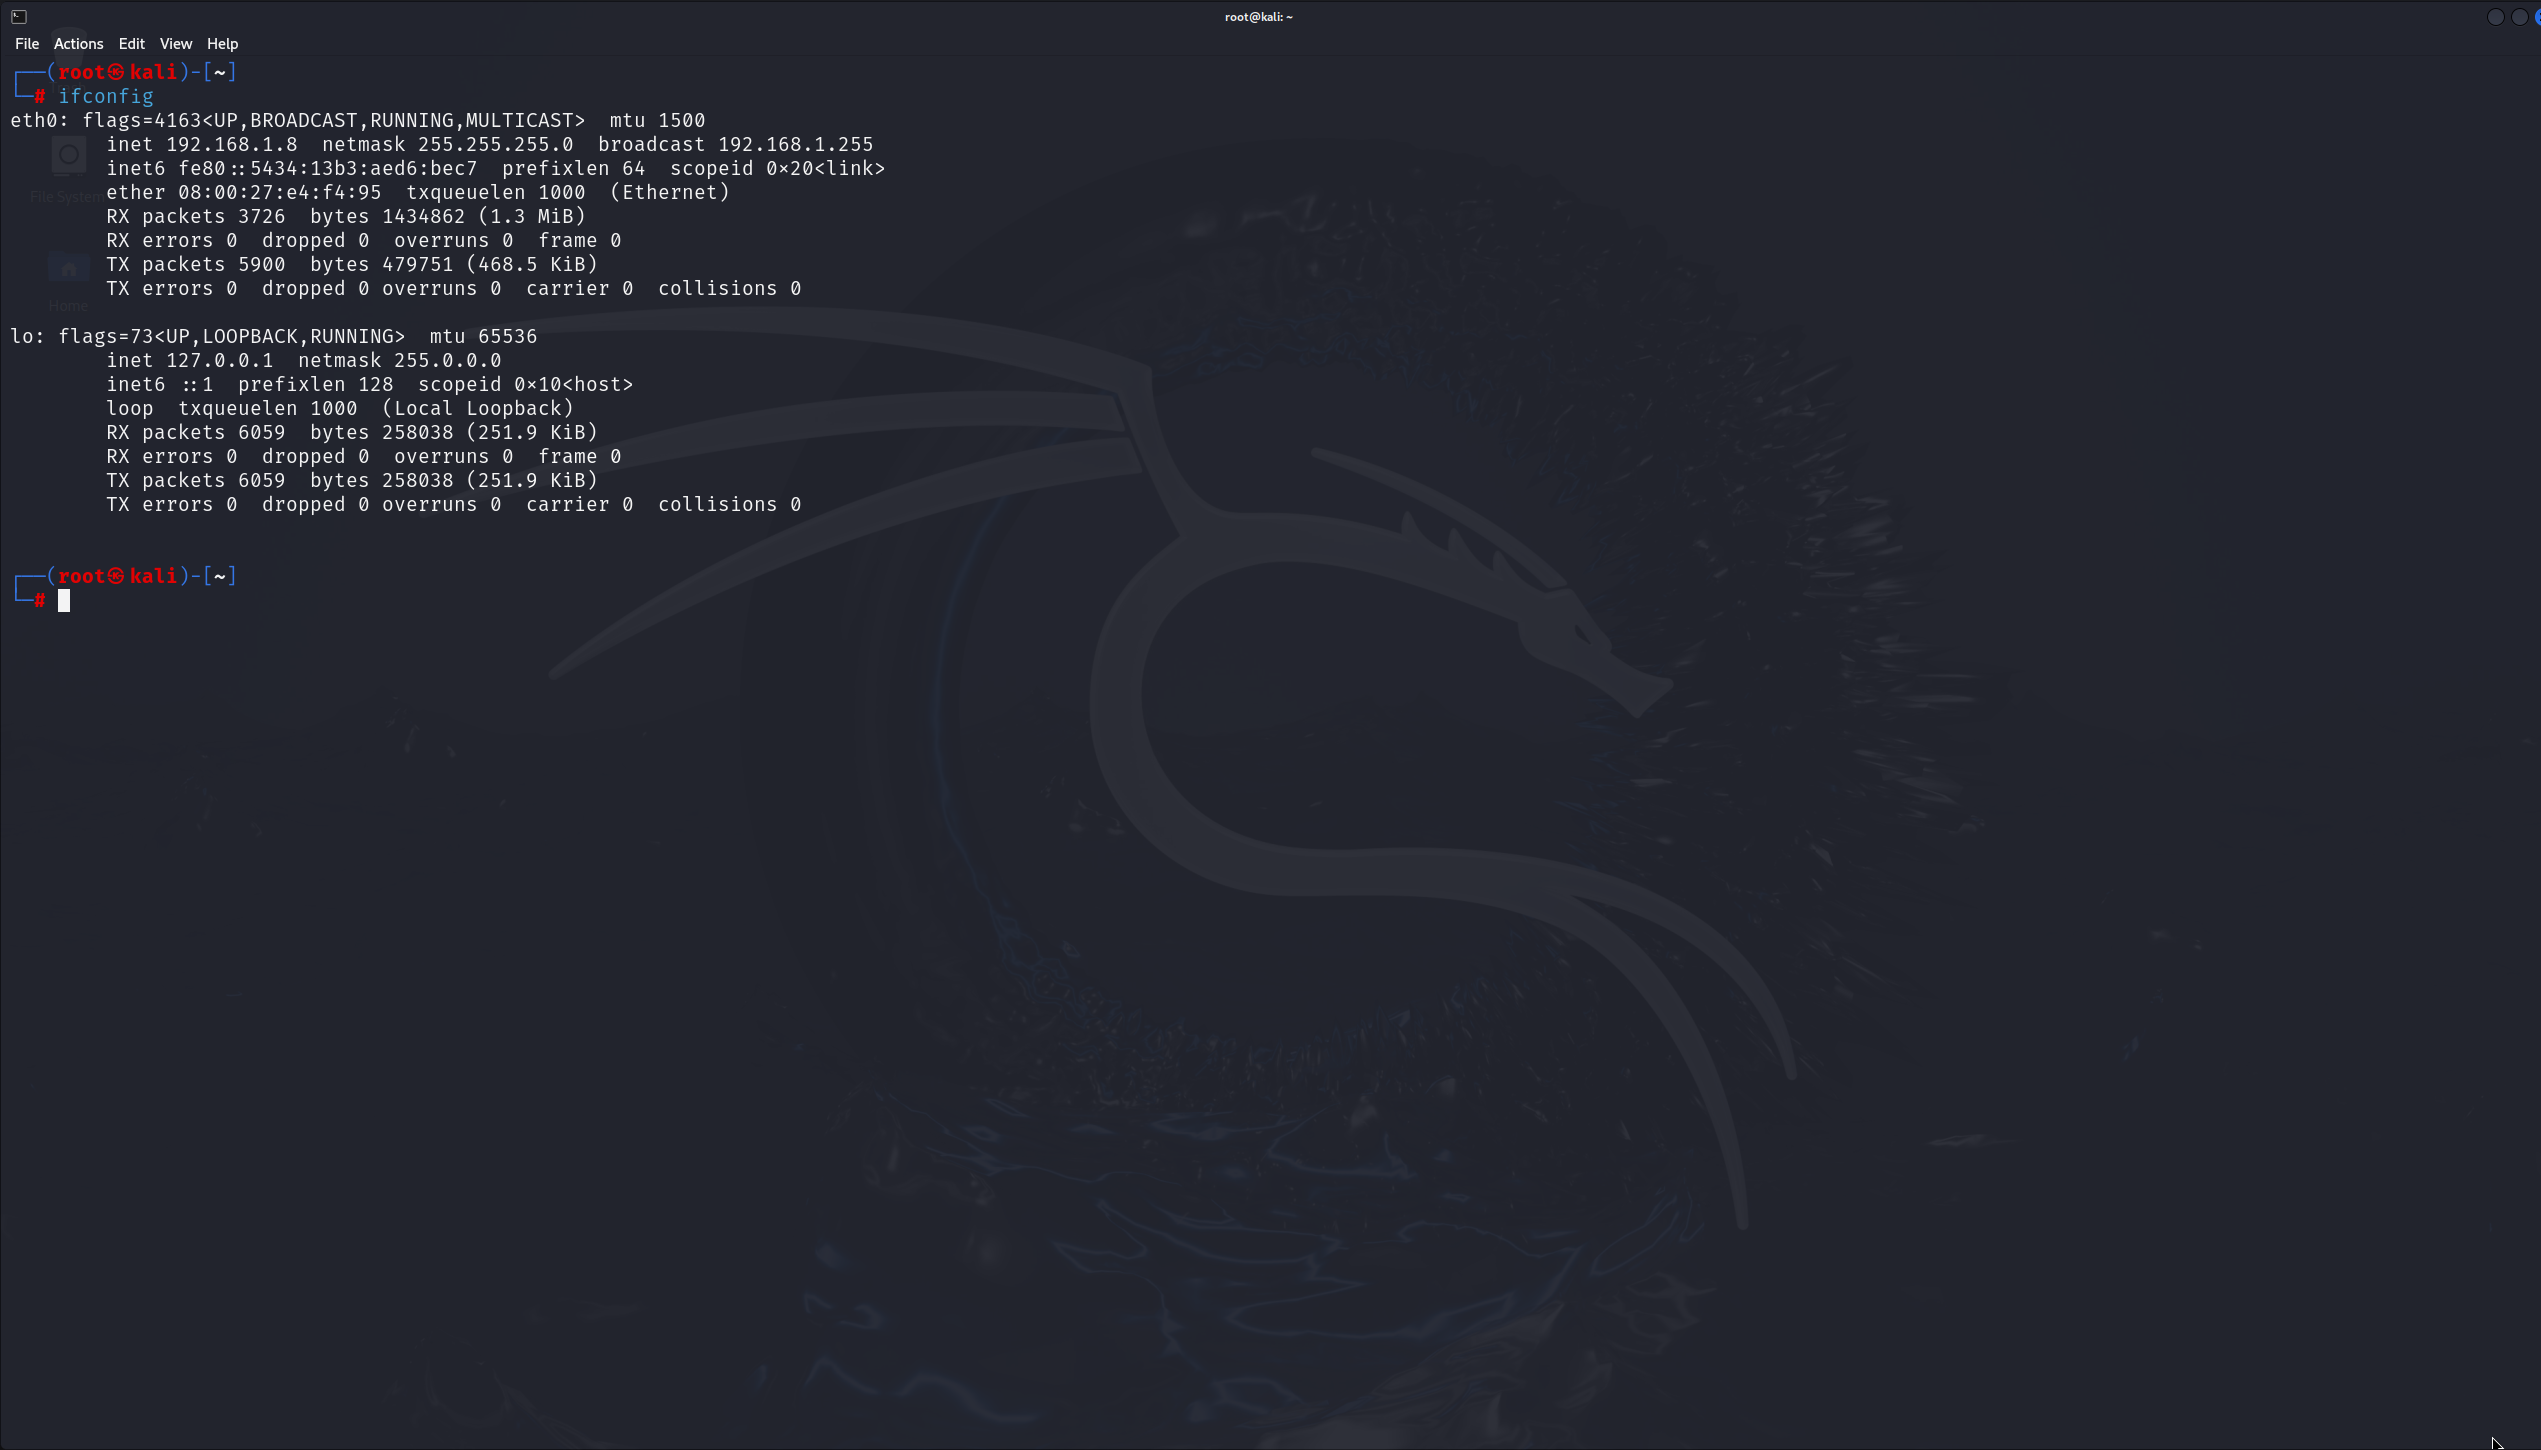 root@kali: ~
File Actions Edit View Help
┌──(root㉿kali)-[~]
└─# ifconfig
eth0: flags=4163<UP,BROADCAST,RUNNING,MULTICAST>  mtu 1500
        inet 192.168.1.8  netmask 255.255.255.0  broadcast 192.168.1.255
        inet6 fe80::5434:13b3:aed6:bec7  prefixlen 64  scopeid 0×20<link>
        ether 08:00:27:e4:f4:95  txqueuelen 1000  (Ethernet)
File System
        RX packets 3726  bytes 1434862 (1.3 MiB)
        RX errors 0  dropped 0  overruns 0  frame 0
        TX packets 5900  bytes 479751 (468.5 KiB)
        TX errors 0  dropped 0 overruns 0  carrier 0  collisions 0
Home
lo: flags=73<UP,LOOPBACK,RUNNING>  mtu 65536
        inet 127.0.0.1  netmask 255.0.0.0
        inet6 ::1  prefixlen 128  scopeid 0×10<host>
        loop  txqueuelen 1000  (Local Loopback)
        RX packets 6059  bytes 258038 (251.9 KiB)
        RX errors 0  dropped 0  overruns 0  frame 0
        TX packets 6059  bytes 258038 (251.9 KiB)
        TX errors 0  dropped 0 overruns 0  carrier 0  collisions 0
┌──(root㉿kali)-[~]
└─#